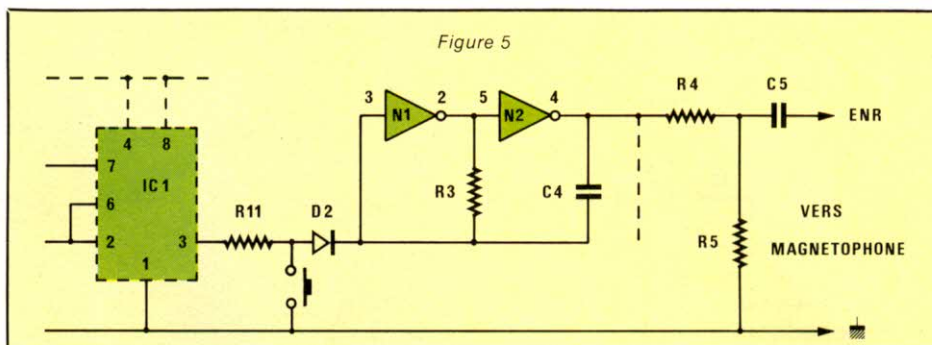 Figure 5
3 N1 2 5 N2 4
R4 C5
ENR
4 8
7
IC1
6
R3 C4
R11 D2
2 3
R5
VERS
MAGNETOPHONE
1